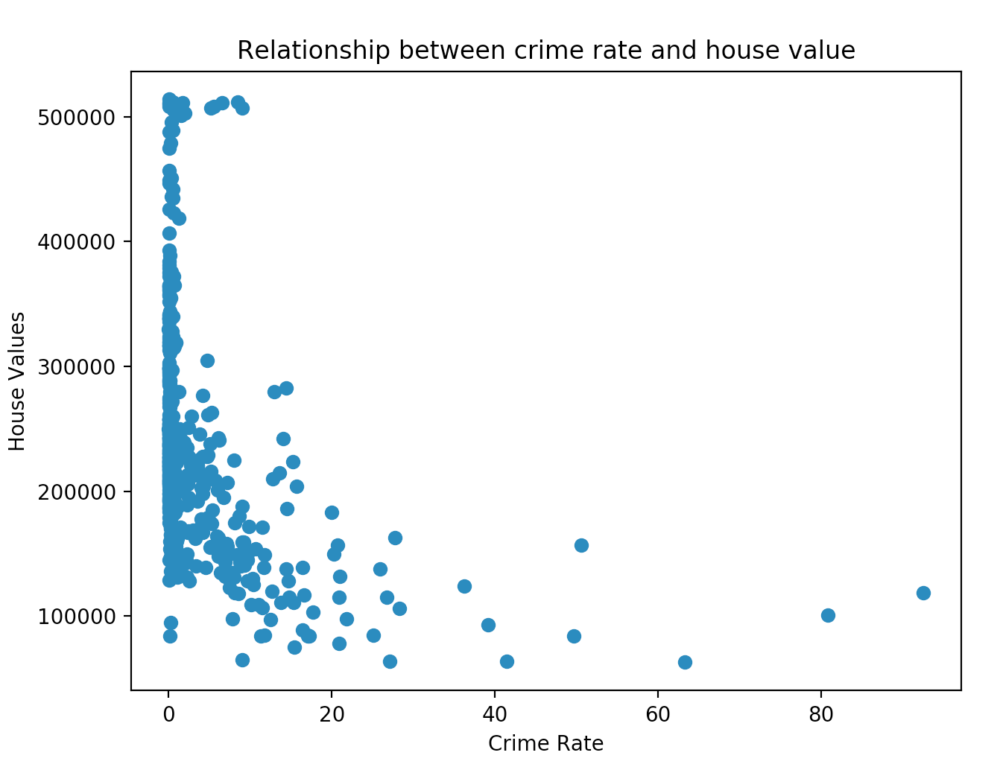 Relationship between crime rate and house value
500000
400000
300000
200000
100000
House Values
0 20 40 60 80
Crime Rate